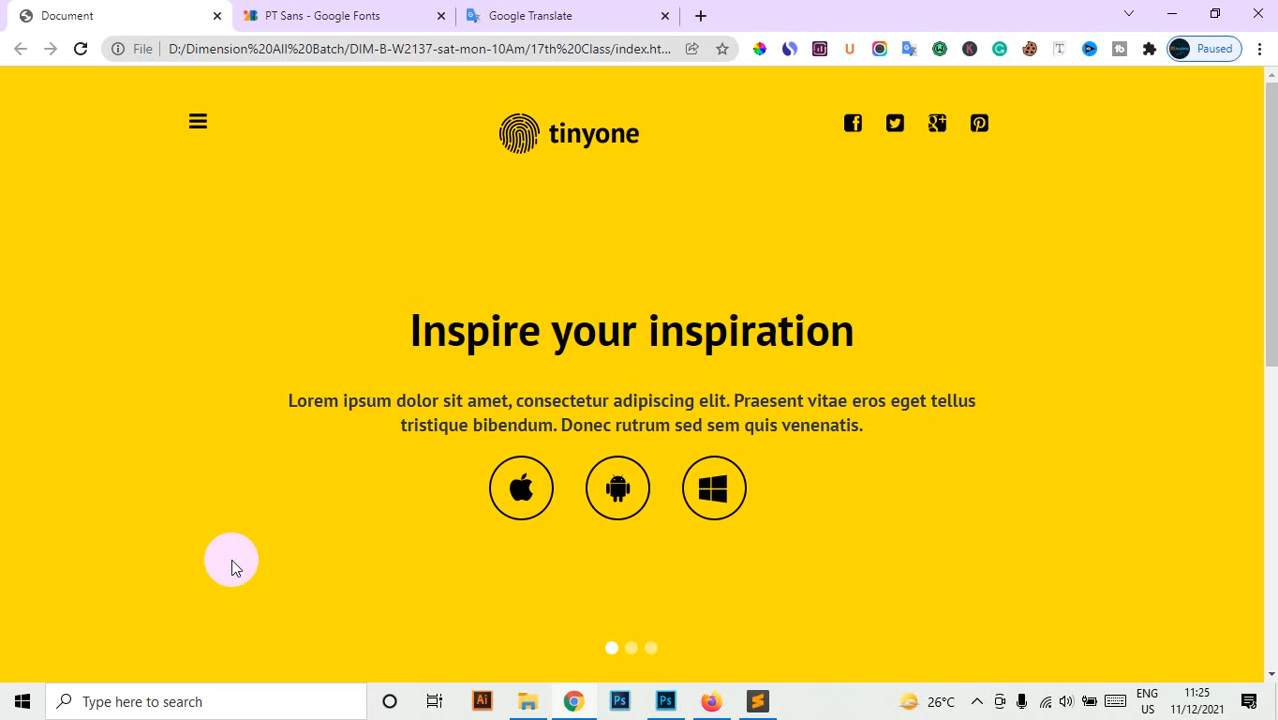 Document
PT Sans - Google Fonts
Google Translate
File
D:/Dimension%20All%20Batch/DIM-B-W2137-sat-mon-10Am/17th%20Class/index.ht...
Paused
tinyone
Inspire your inspiration
Lorem ipsum dolor sit amet, consectetur adipiscing elit. Praesent vitae eros eget tellus
tristique bibendum. Donec rutrum sed sem quis venenatis.
Type here to search
26°C
ENG
US
11:25
11/12/2021